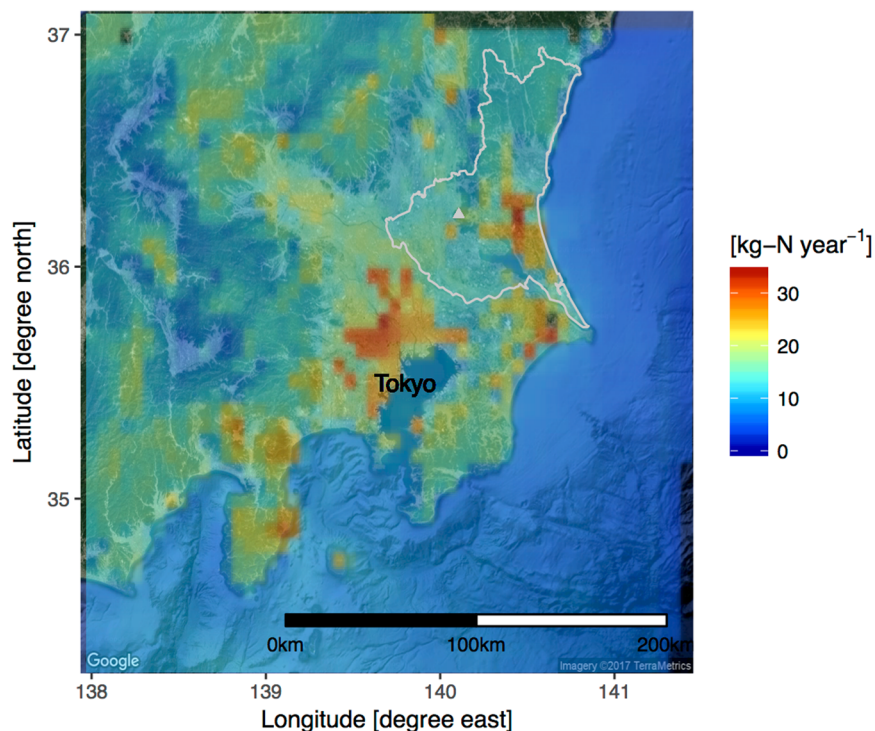 37
36
35
Latitude [degree north]
Tokyo
0km 100km 200km
Google
Imagery ©2017 TerraMetrics
138 139 140 141
Longitude [degree east]
[kg−N year⁻¹]
30
20
10
0